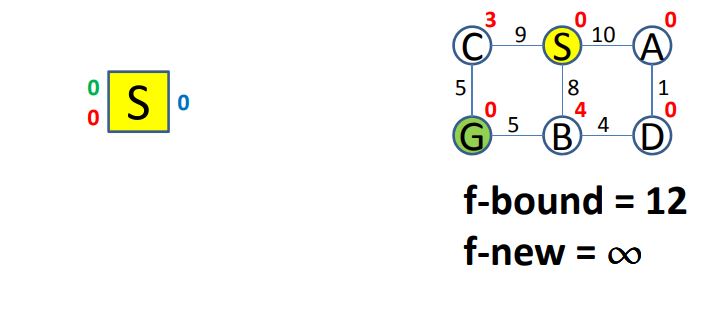 3 0 0
C 9 S 10 A
0 S 0
0
5 8 1
0 4 0
G 5 B 4 D
f-bound = 12
f-new = ∞